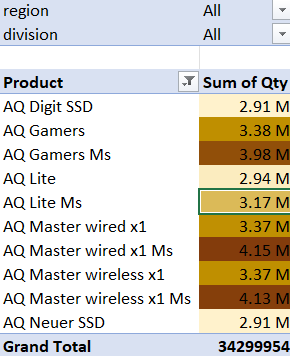 region All
division All
Product Sum of Qty
AQ Digit SSD 2.91 M
AQ Gamers 3.38 M
AQ Gamers Ms 3.98 M
AQ Lite 2.94 M
AQ Lite Ms 3.17 M
AQ Master wired x1 3.37 M
AQ Master wired x1 Ms 4.15 M
AQ Master wireless x1 3.37 M
AQ Master wireless x1 Ms 4.13 M
AQ Neuer SSD 2.91 M
Grand Total 34299954